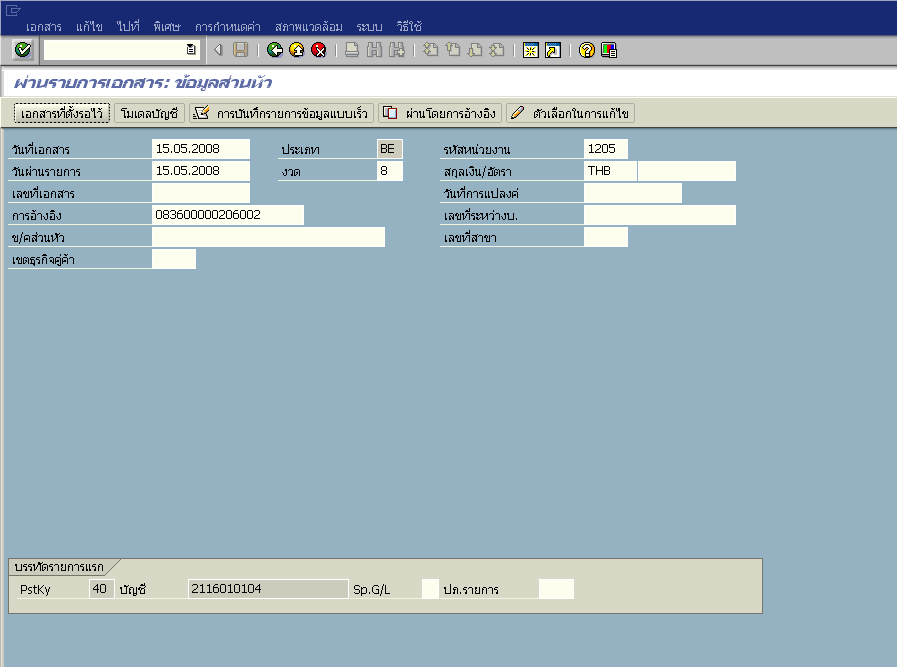 เอกสาร แก้ไข ไปที่ พิเศษ การกำหนดค่า สภาพแวดล้อม ระบบ วิธีใช้
ผ่านรายการเอกสาร: ข้อมูลส่วนหัว
เอกสารที่ตั้งรอไว้ โมเดลบัญชี การบันทึกรายการข้อมูลแบบเร็ว ผ่านโดยการอ้างอิง ตัวเลือกในการแก้ไข
วันที่เอกสาร 15.05.2008 ประเภท BE รหัสหน่วยงาน 1205
วันผ่านรายการ 15.05.2008 งวด 8 สกุลเงิน/อัตรา THB
เลขที่เอกสาร วันที่การแปลงค่
การอ้างอิง 083600000206002 เลขที่ระหว่างบ.
ข/คส่วนหัว เลขที่สาขา
เขตธุรกิจคู่ค้า
บรรทัดรายการแรก
PstKy 40 บัญชี 2116010104 Sp.G/L ปภ.รายการ